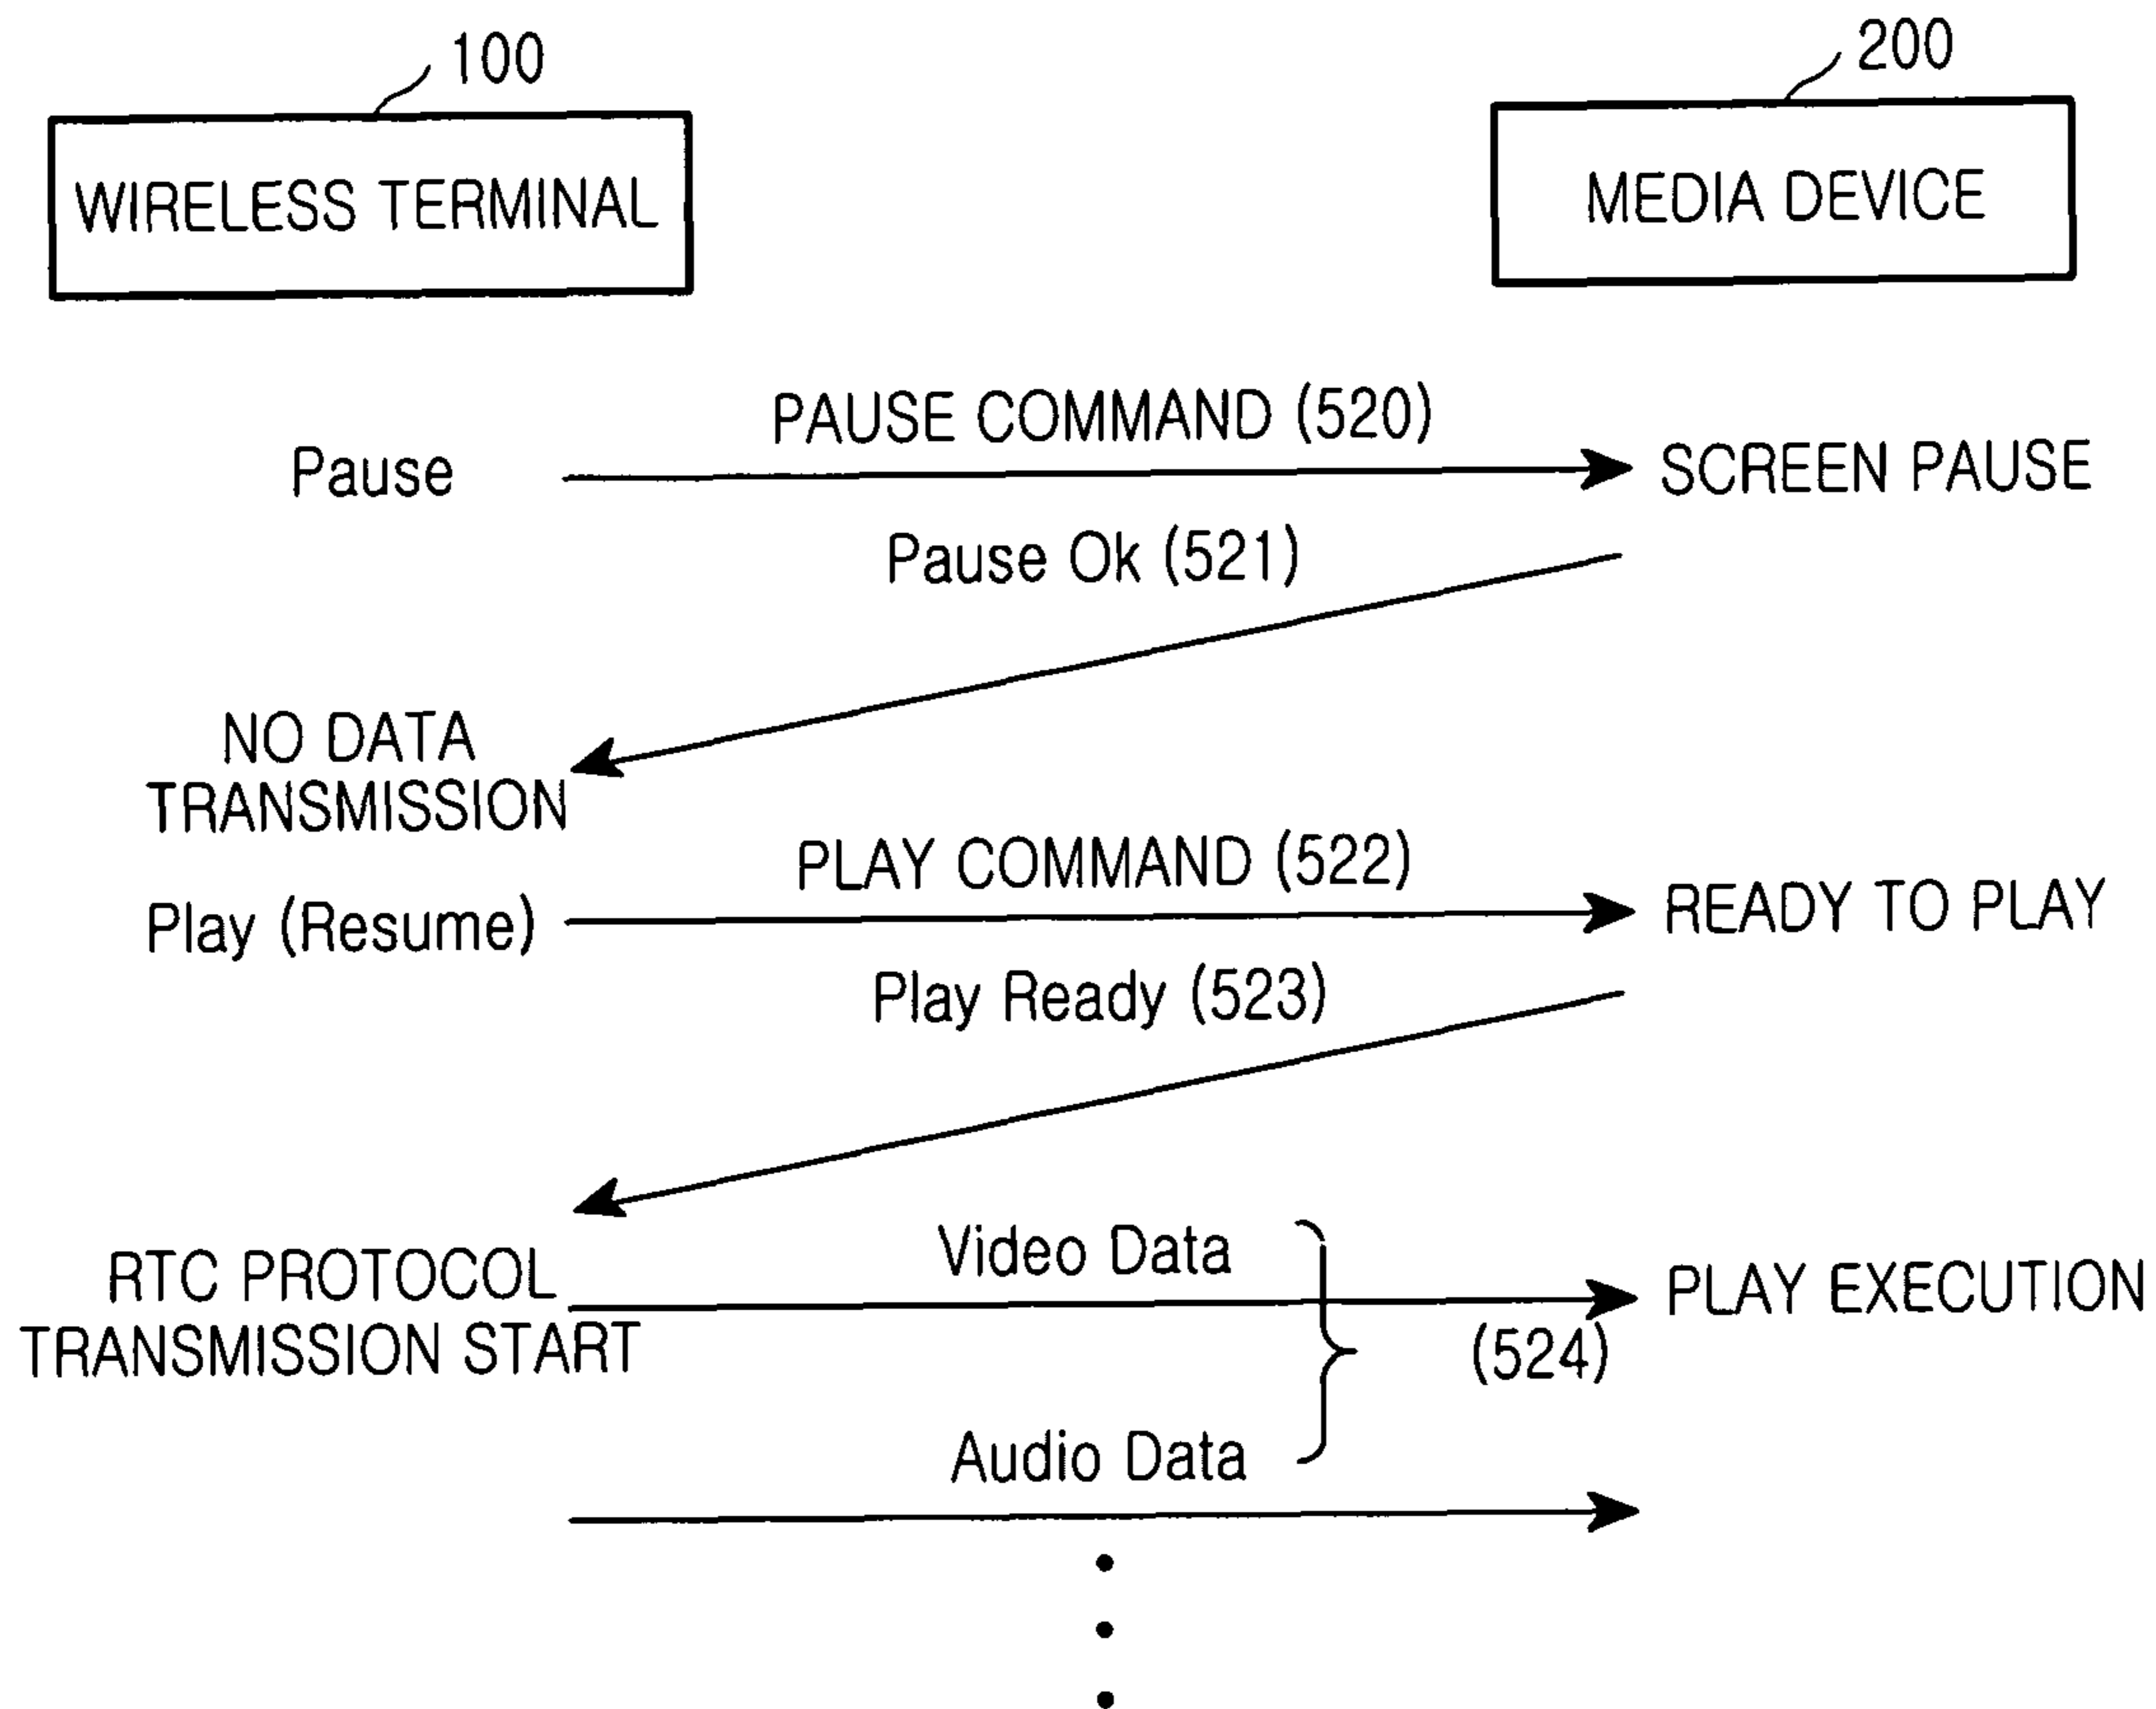 100
200
WIRELESS TERMINAL
MEDIA DEVICE
PAUSE COMMAND (520)
Pause
SCREEN PAUSE
Pause Ok (521)
NO DATA
TRANSMISSION
PLAY COMMAND (522)
Play (Resume)
READY TO PLAY
Play Ready (523)
Video Data
RTC PROTOCOL
TRANSMISSION START
PLAY EXECUTION
(524)
Audio Data